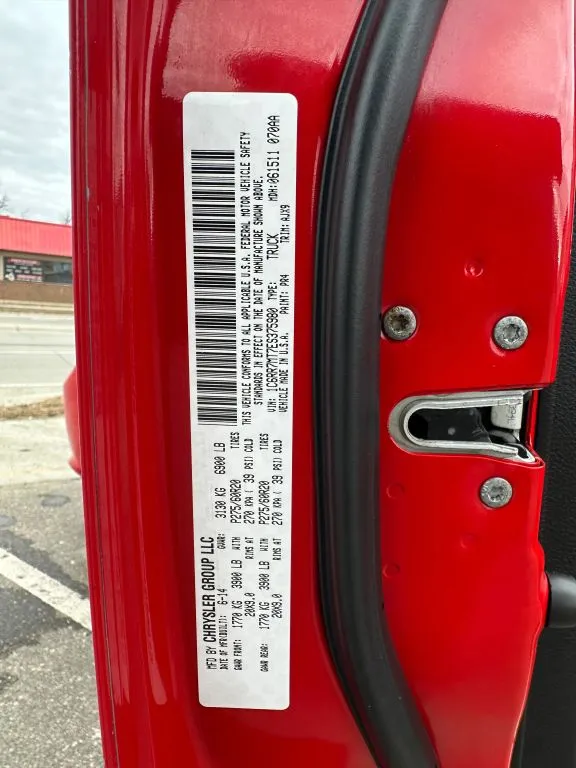 MFD BY CHRYSLER GROUP LLC
DATE OF MFR(BUILT): 6-14 GVWR: 3130 KG 6900 LB
GAWR FRONT: 1770 KG 3900 LB WITH P275/60R20 TIRES
20X9.0 RIMS AT 270 KPA ( 39 PSI) COLD
GAWR REAR: 1770 KG 3900 LB WITH P275/60R20 TIRES
20X9.0 RIMS AT 270 KPA ( 39 PSI) COLD
THIS VEHICLE CONFORMS TO ALL APPLICABLE U.S.A. FEDERAL MOTOR VEHICLE SAFETY
STANDARDS IN EFFECT ON THE DATE OF MANUFACTURE SHOWN ABOVE.
VIN: 1C6RR7MT7ES375980 TYPE: TRUCK MDH:061511 070AA
VEHICLE MADE IN U.S.A. PAINT: PR4 TRIM: AJX9